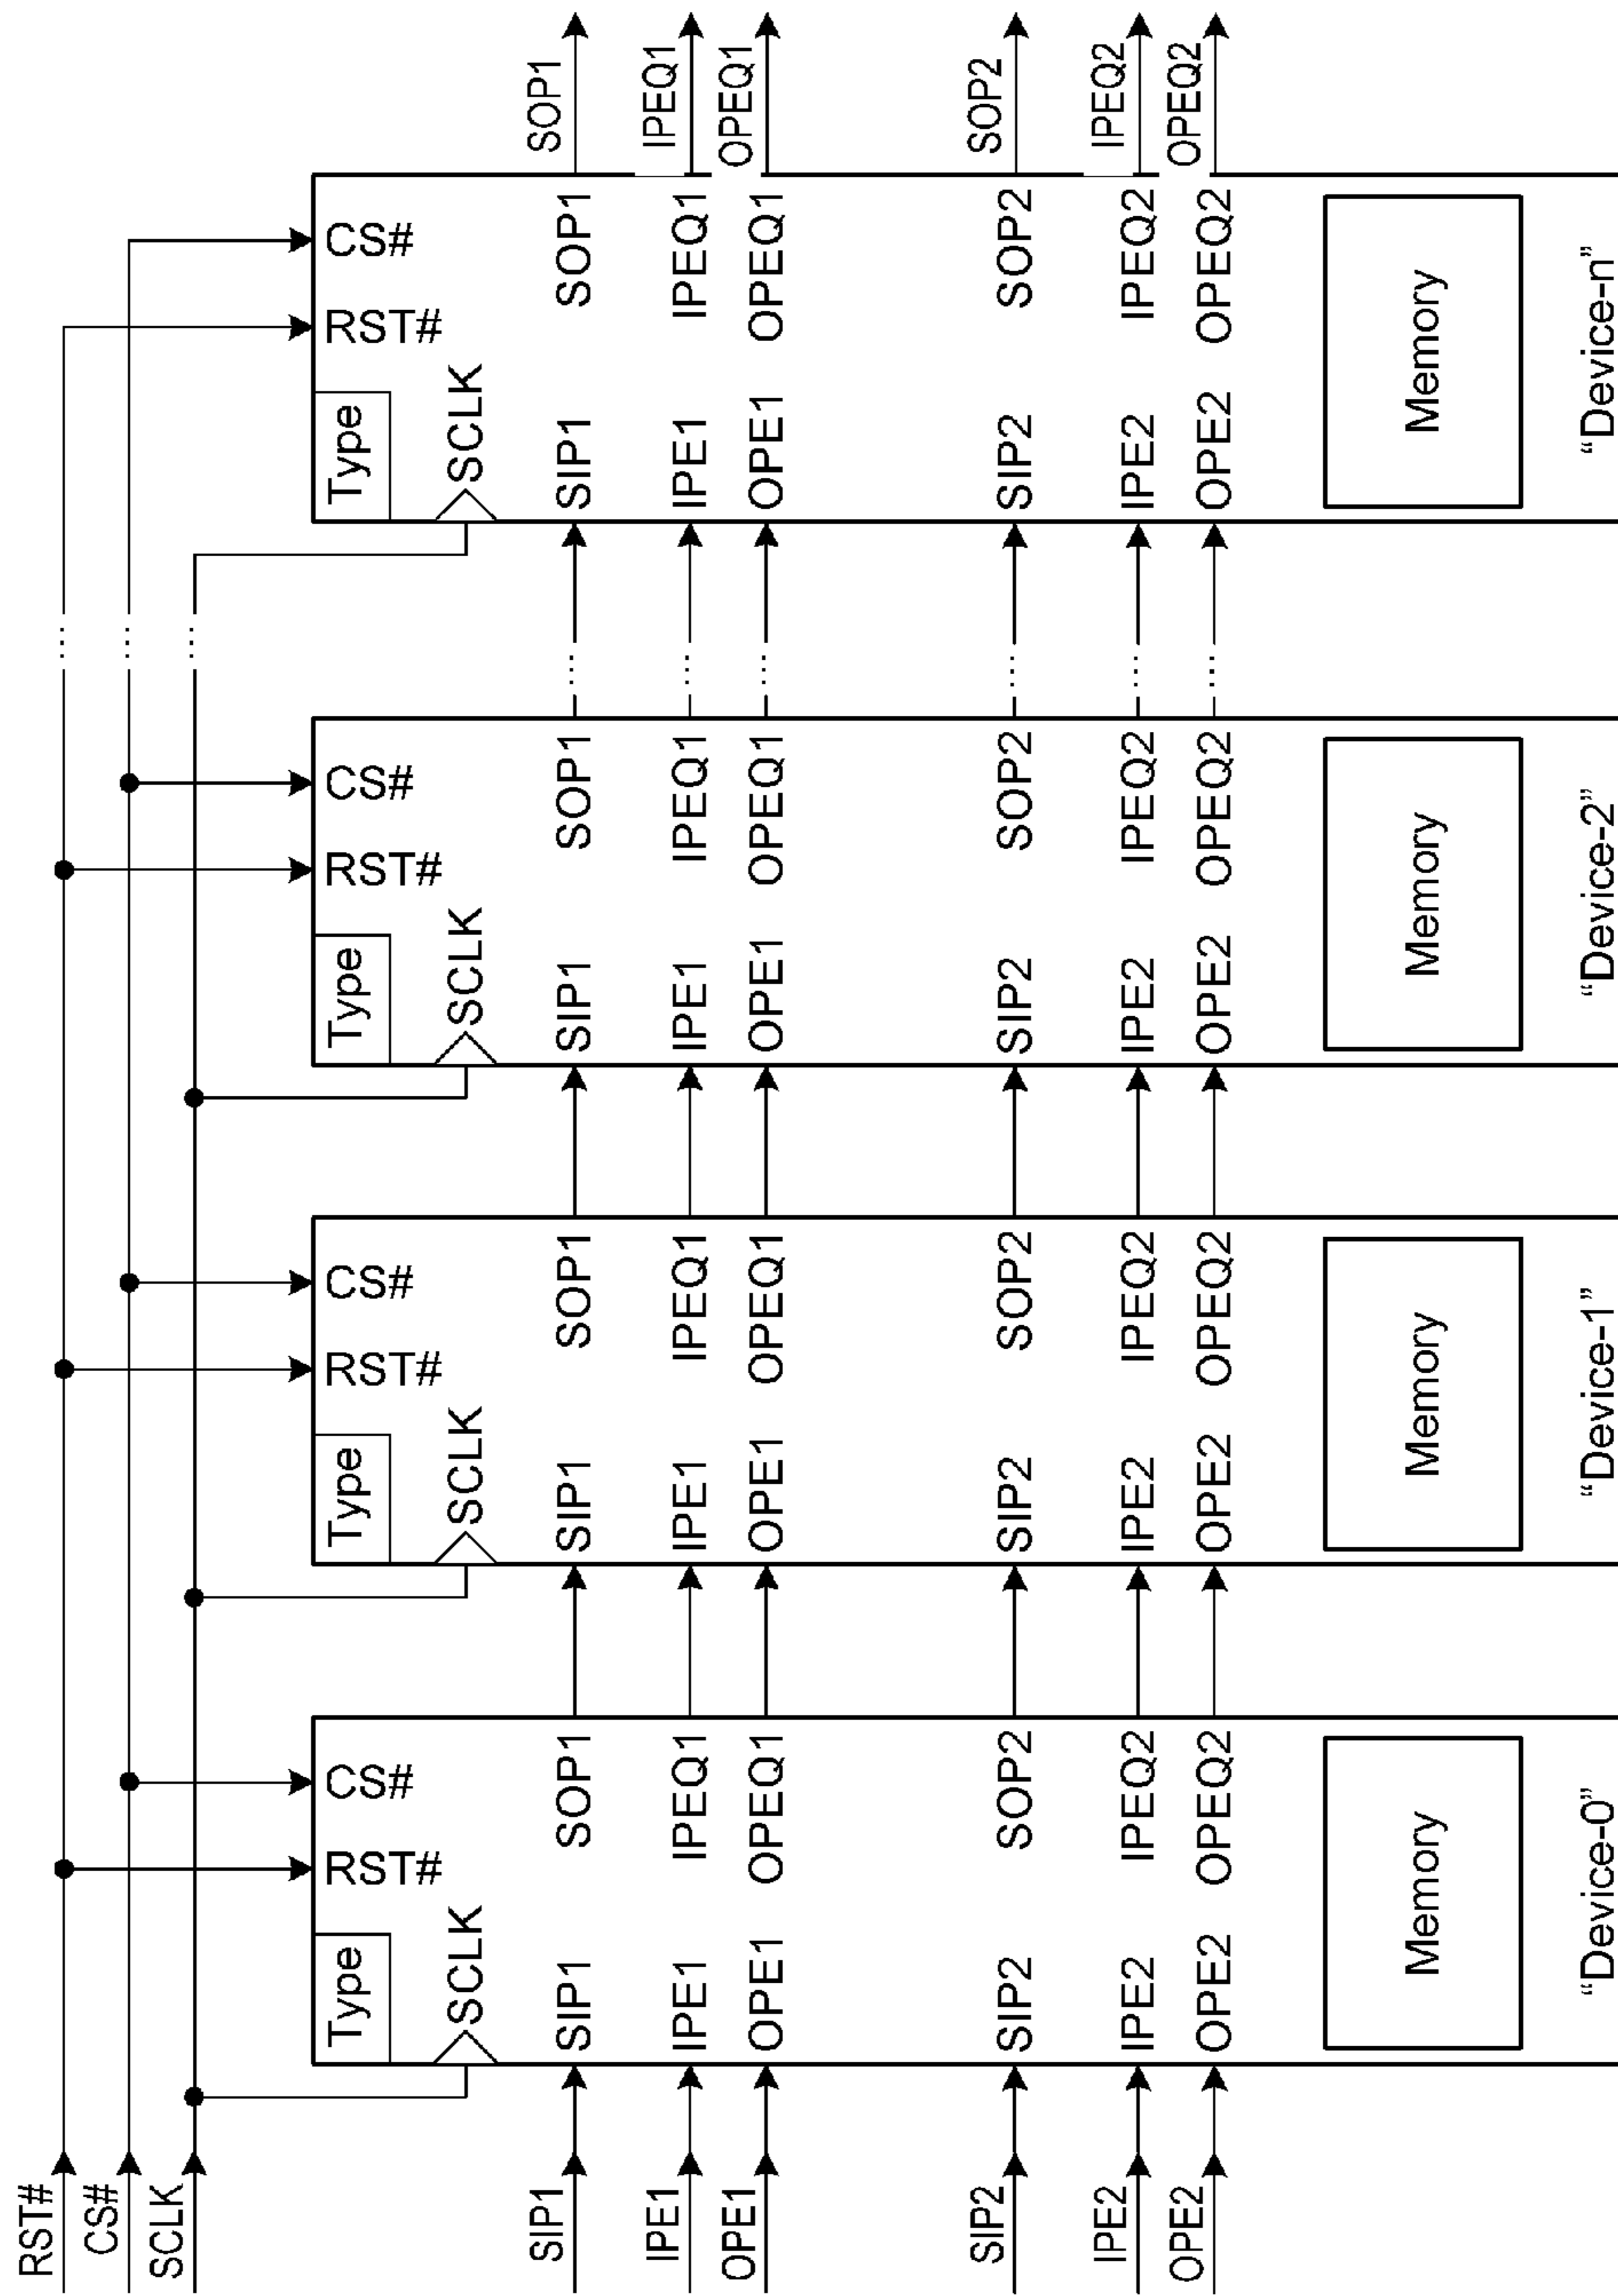 RST#
CS#
SCLK
SIP1
IPE1
OPE1
SIP2
IPE2
OPE2
Type
RST#
CS#
SCLK
SIP1 SOP1
IPE1 IPEQ1
OPE1 OPEQ1
SIP2 SOP2
IPE2 IPEQ2
OPE2 OPEQ2
Memory
“Device-0”
Type
RST#
CS#
SCLK
SIP1 SOP1
IPE1 IPEQ1
OPE1 OPEQ1
SIP2 SOP2
IPE2 IPEQ2
OPE2 OPEQ2
Memory
“Device-1”
Type
RST#
CS#
SCLK
SIP1 SOP1
IPE1 IPEQ1
OPE1 OPEQ1
SIP2 SOP2
IPE2 IPEQ2
OPE2 OPEQ2
Memory
“Device-2”
Type
RST#
CS#
SCLK
SIP1 SOP1
IPE1 IPEQ1
OPE1 OPEQ1
SIP2 SOP2
IPE2 IPEQ2
OPE2 OPEQ2
Memory
“Device-n”
SOP1
IPEQ1
OPEQ1
SOP2
IPEQ2
OPEQ2